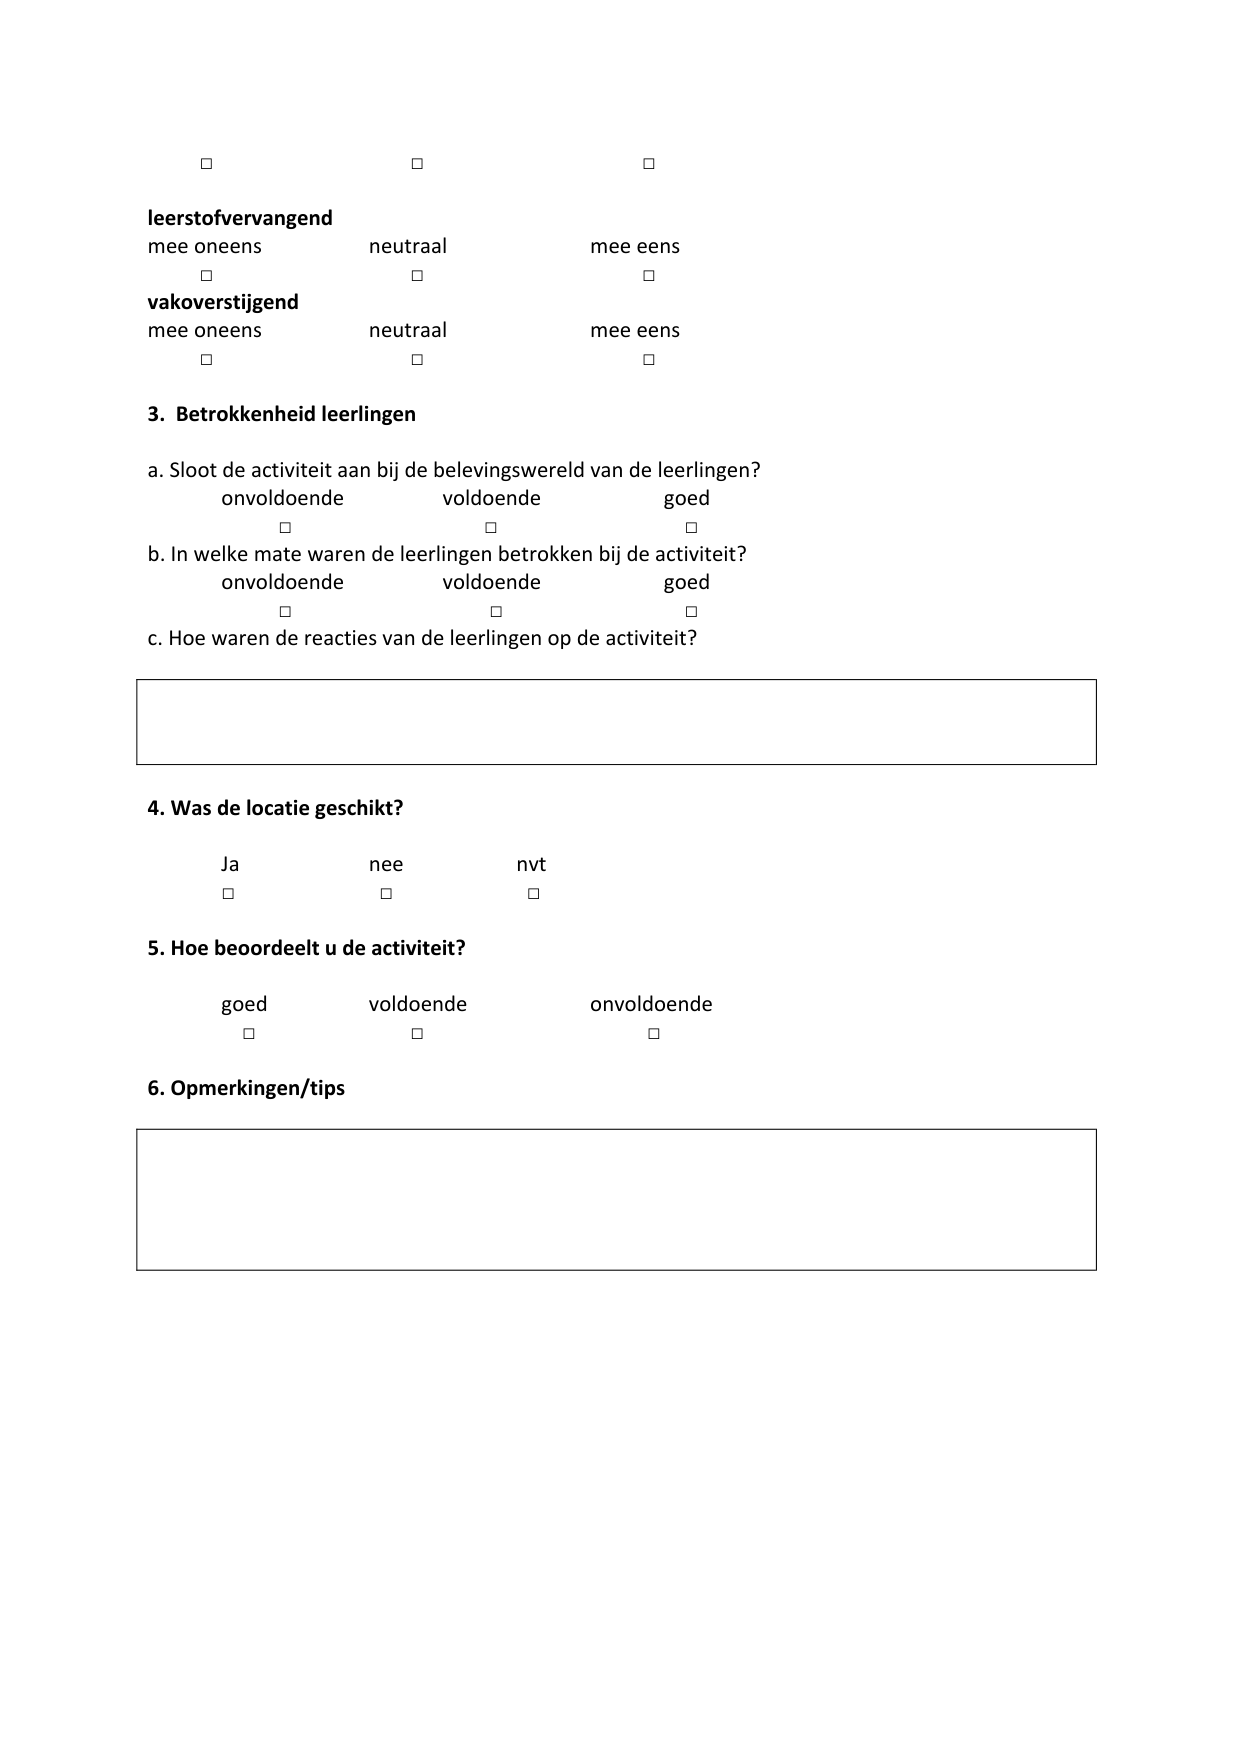 □ □ □
leerstofvervangend
mee oneens neutraal mee eens
□ □ □
vakoverstijgend
mee oneens neutraal mee eens
□ □ □
3. Betrokkenheid leerlingen
a. Sloot de activiteit aan bij de belevingswereld van de leerlingen?
onvoldoende voldoende goed
□ □ □
b. In welke mate waren de leerlingen betrokken bij de activiteit?
onvoldoende voldoende goed
□ □ □
c. Hoe waren de reacties van de leerlingen op de activiteit?
4. Was de locatie geschikt?
Ja nee nvt
□ □ □
5. Hoe beoordeelt u de activiteit?
goed voldoende onvoldoende
□ □ □
6. Opmerkingen/tips